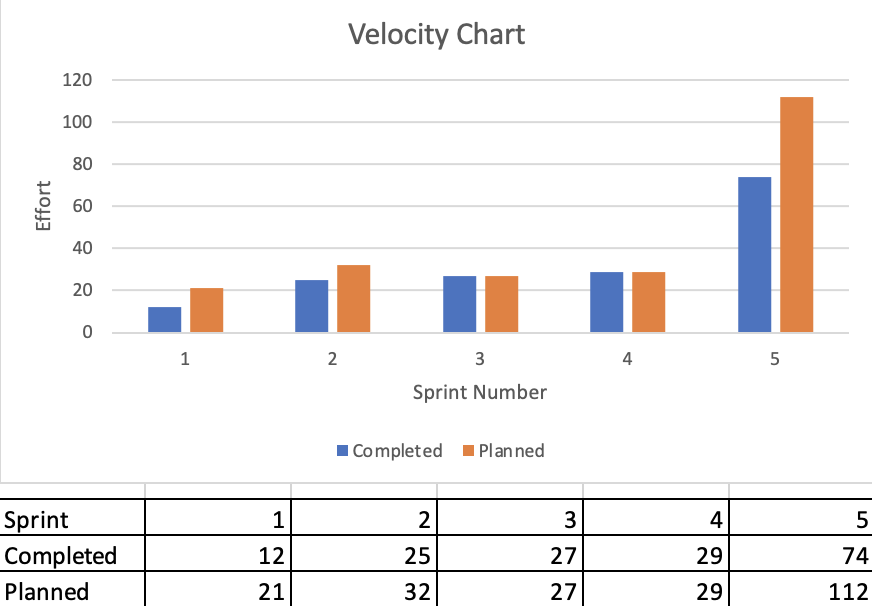 Velocity Chart
120
100
80
60
40
20
0
Effort
1 2 3 4 5
Sprint Number
Completed Planned
Sprint 1 2 3 4 5
Completed 12 25 27 29 74
Planned 21 32 27 29 112